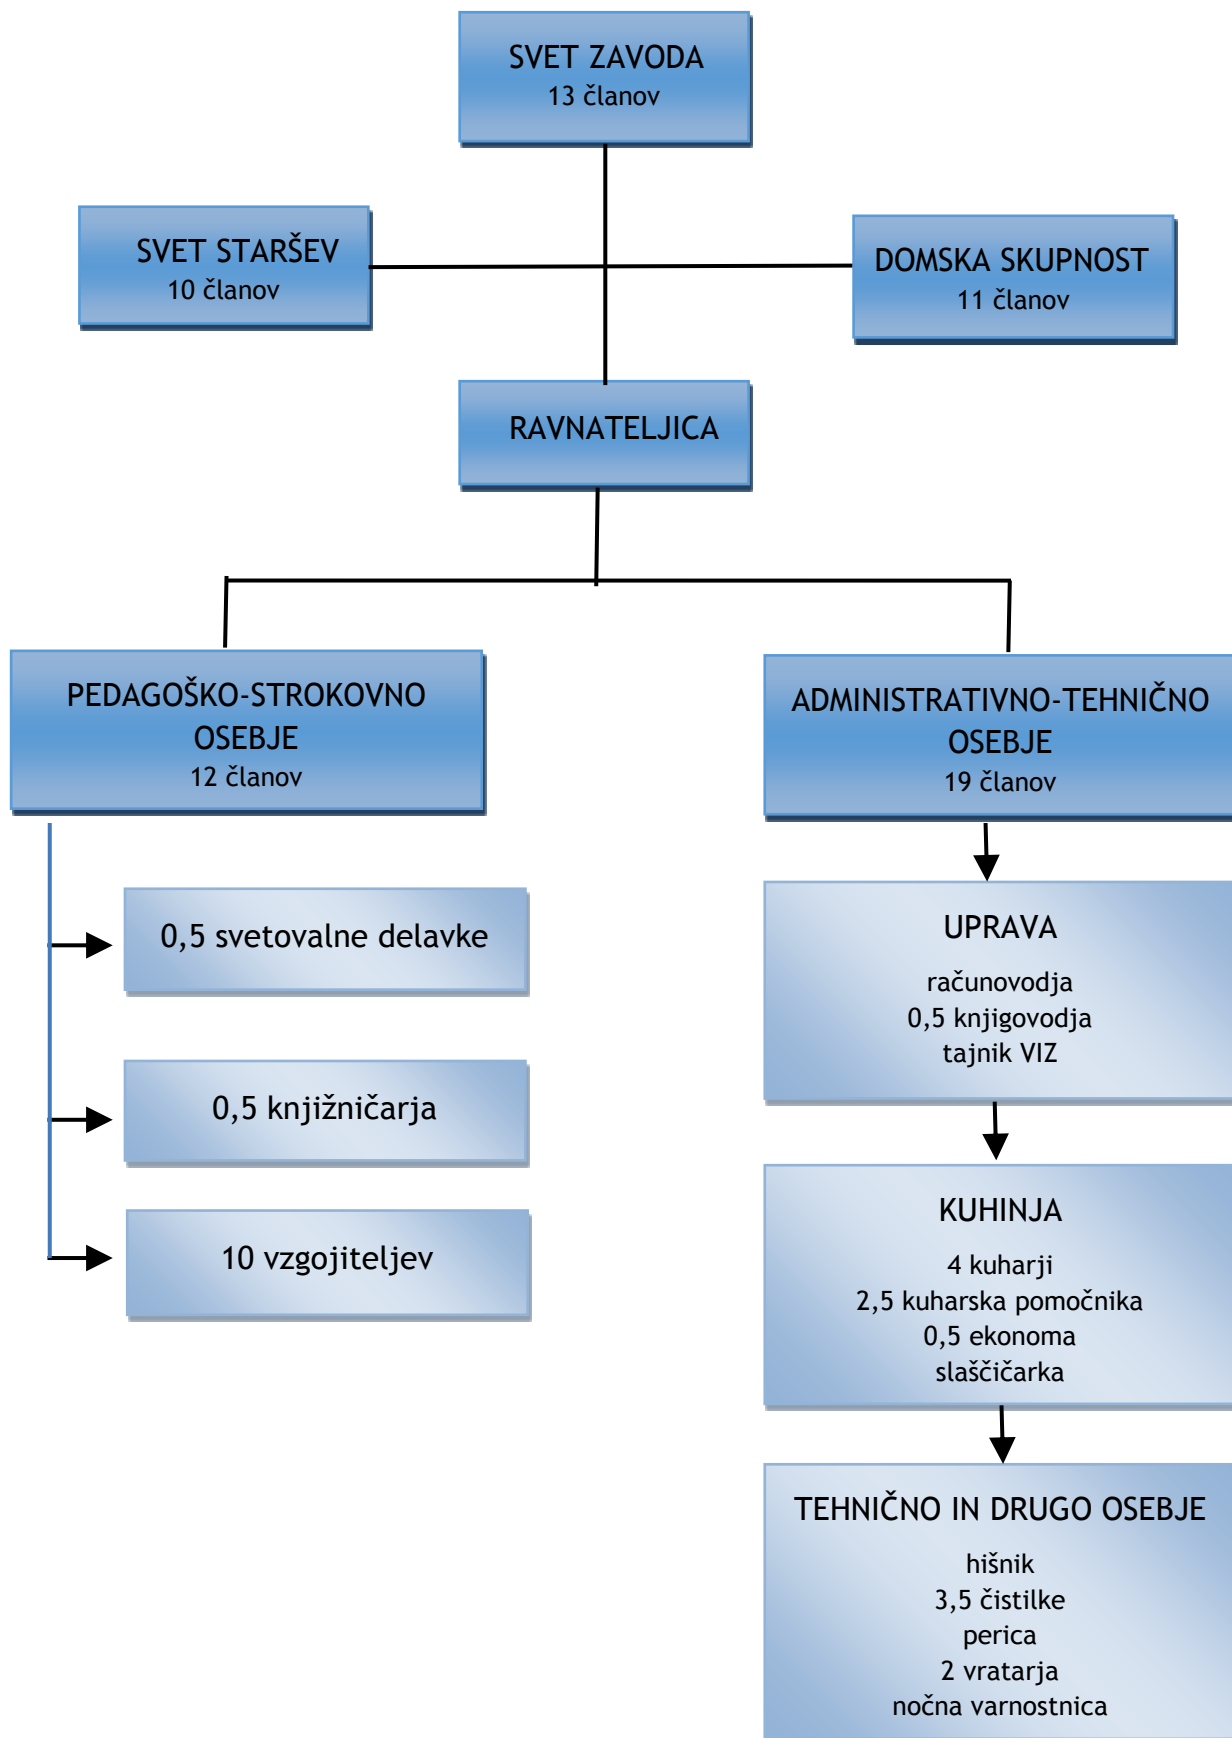 SVET ZAVODA
13 članov
SVET STARŠEV
10 članov
DOMSKA SKUPNOST
11 članov
RAVNATELJICA
PEDAGOŠKO-STROKOVNO
OSEBJE
12 članov
0,5 svetovalne delavke
0,5 knjižničarja
10 vzgojiteljev
ADMINISTRATIVNO-TEHNIČNO
OSEBJE
19 članov
UPRAVA
računovodja
0,5 knjigovodja
tajnik VIZ
KUHINJA
4 kuharji
2,5 kuharska pomočnika
0,5 ekonoma
slaščičarka
TEHNIČNO IN DRUGO OSEBJE
hišnik
3,5 čistilke
perica
2 vratarja
nočna varnostnica